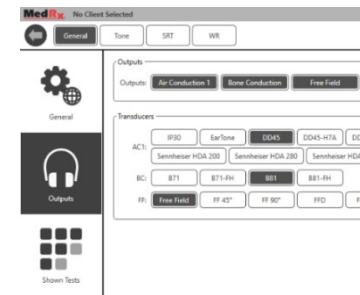 MedRx No Client Selected
General Tone SRT WR
Outputs
Outputs: Air Conduction 1 Bone Conduction Free Field
General
Transducers
AC1: IP30 EarTone DD45 DD45-H7A
Sennheiser HDA 200 Sennheiser HDA 280 Sennheiser HDA
BC: B71 B71-FH B81 B81-FH
Outputs
FF: Free Field FF 45° FF 90° FFD
Shown Tests